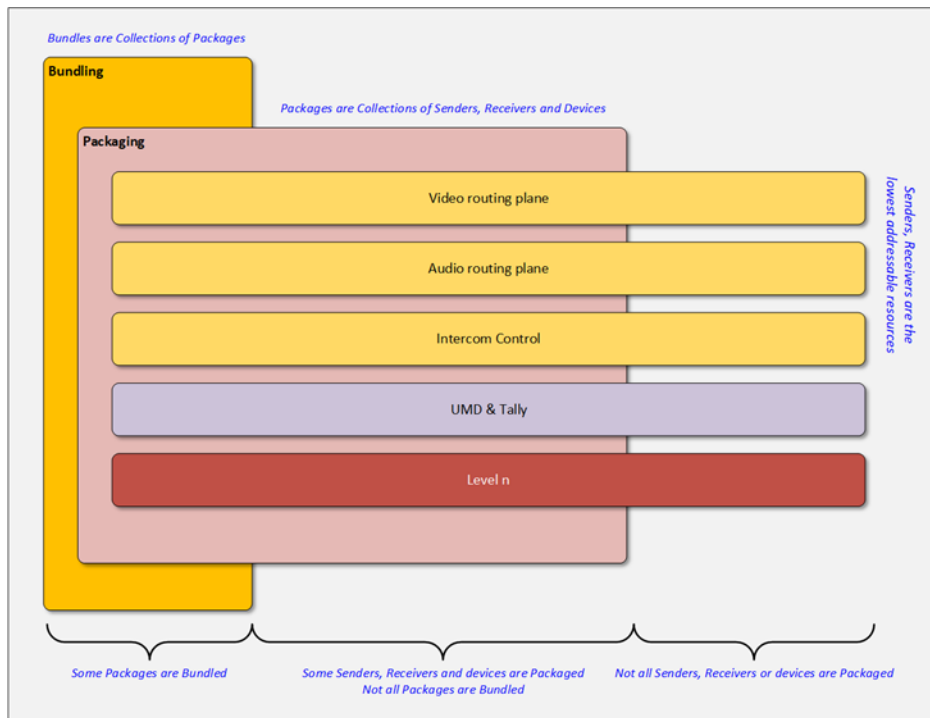 Bundles are Collections of Packages
Bundling
Packages are Collections of Senders, Receivers and Devices
Packaging
Video routing plane
Audio routing plane
Intercom Control
UMD & Tally
Level n
Senders, Receivers are the
lowest addressable resources
Some Packages are Bundled
Some Senders, Receivers and devices are Packaged
Not all Packages are Bundled
Not all Senders, Receivers or devices are Packaged